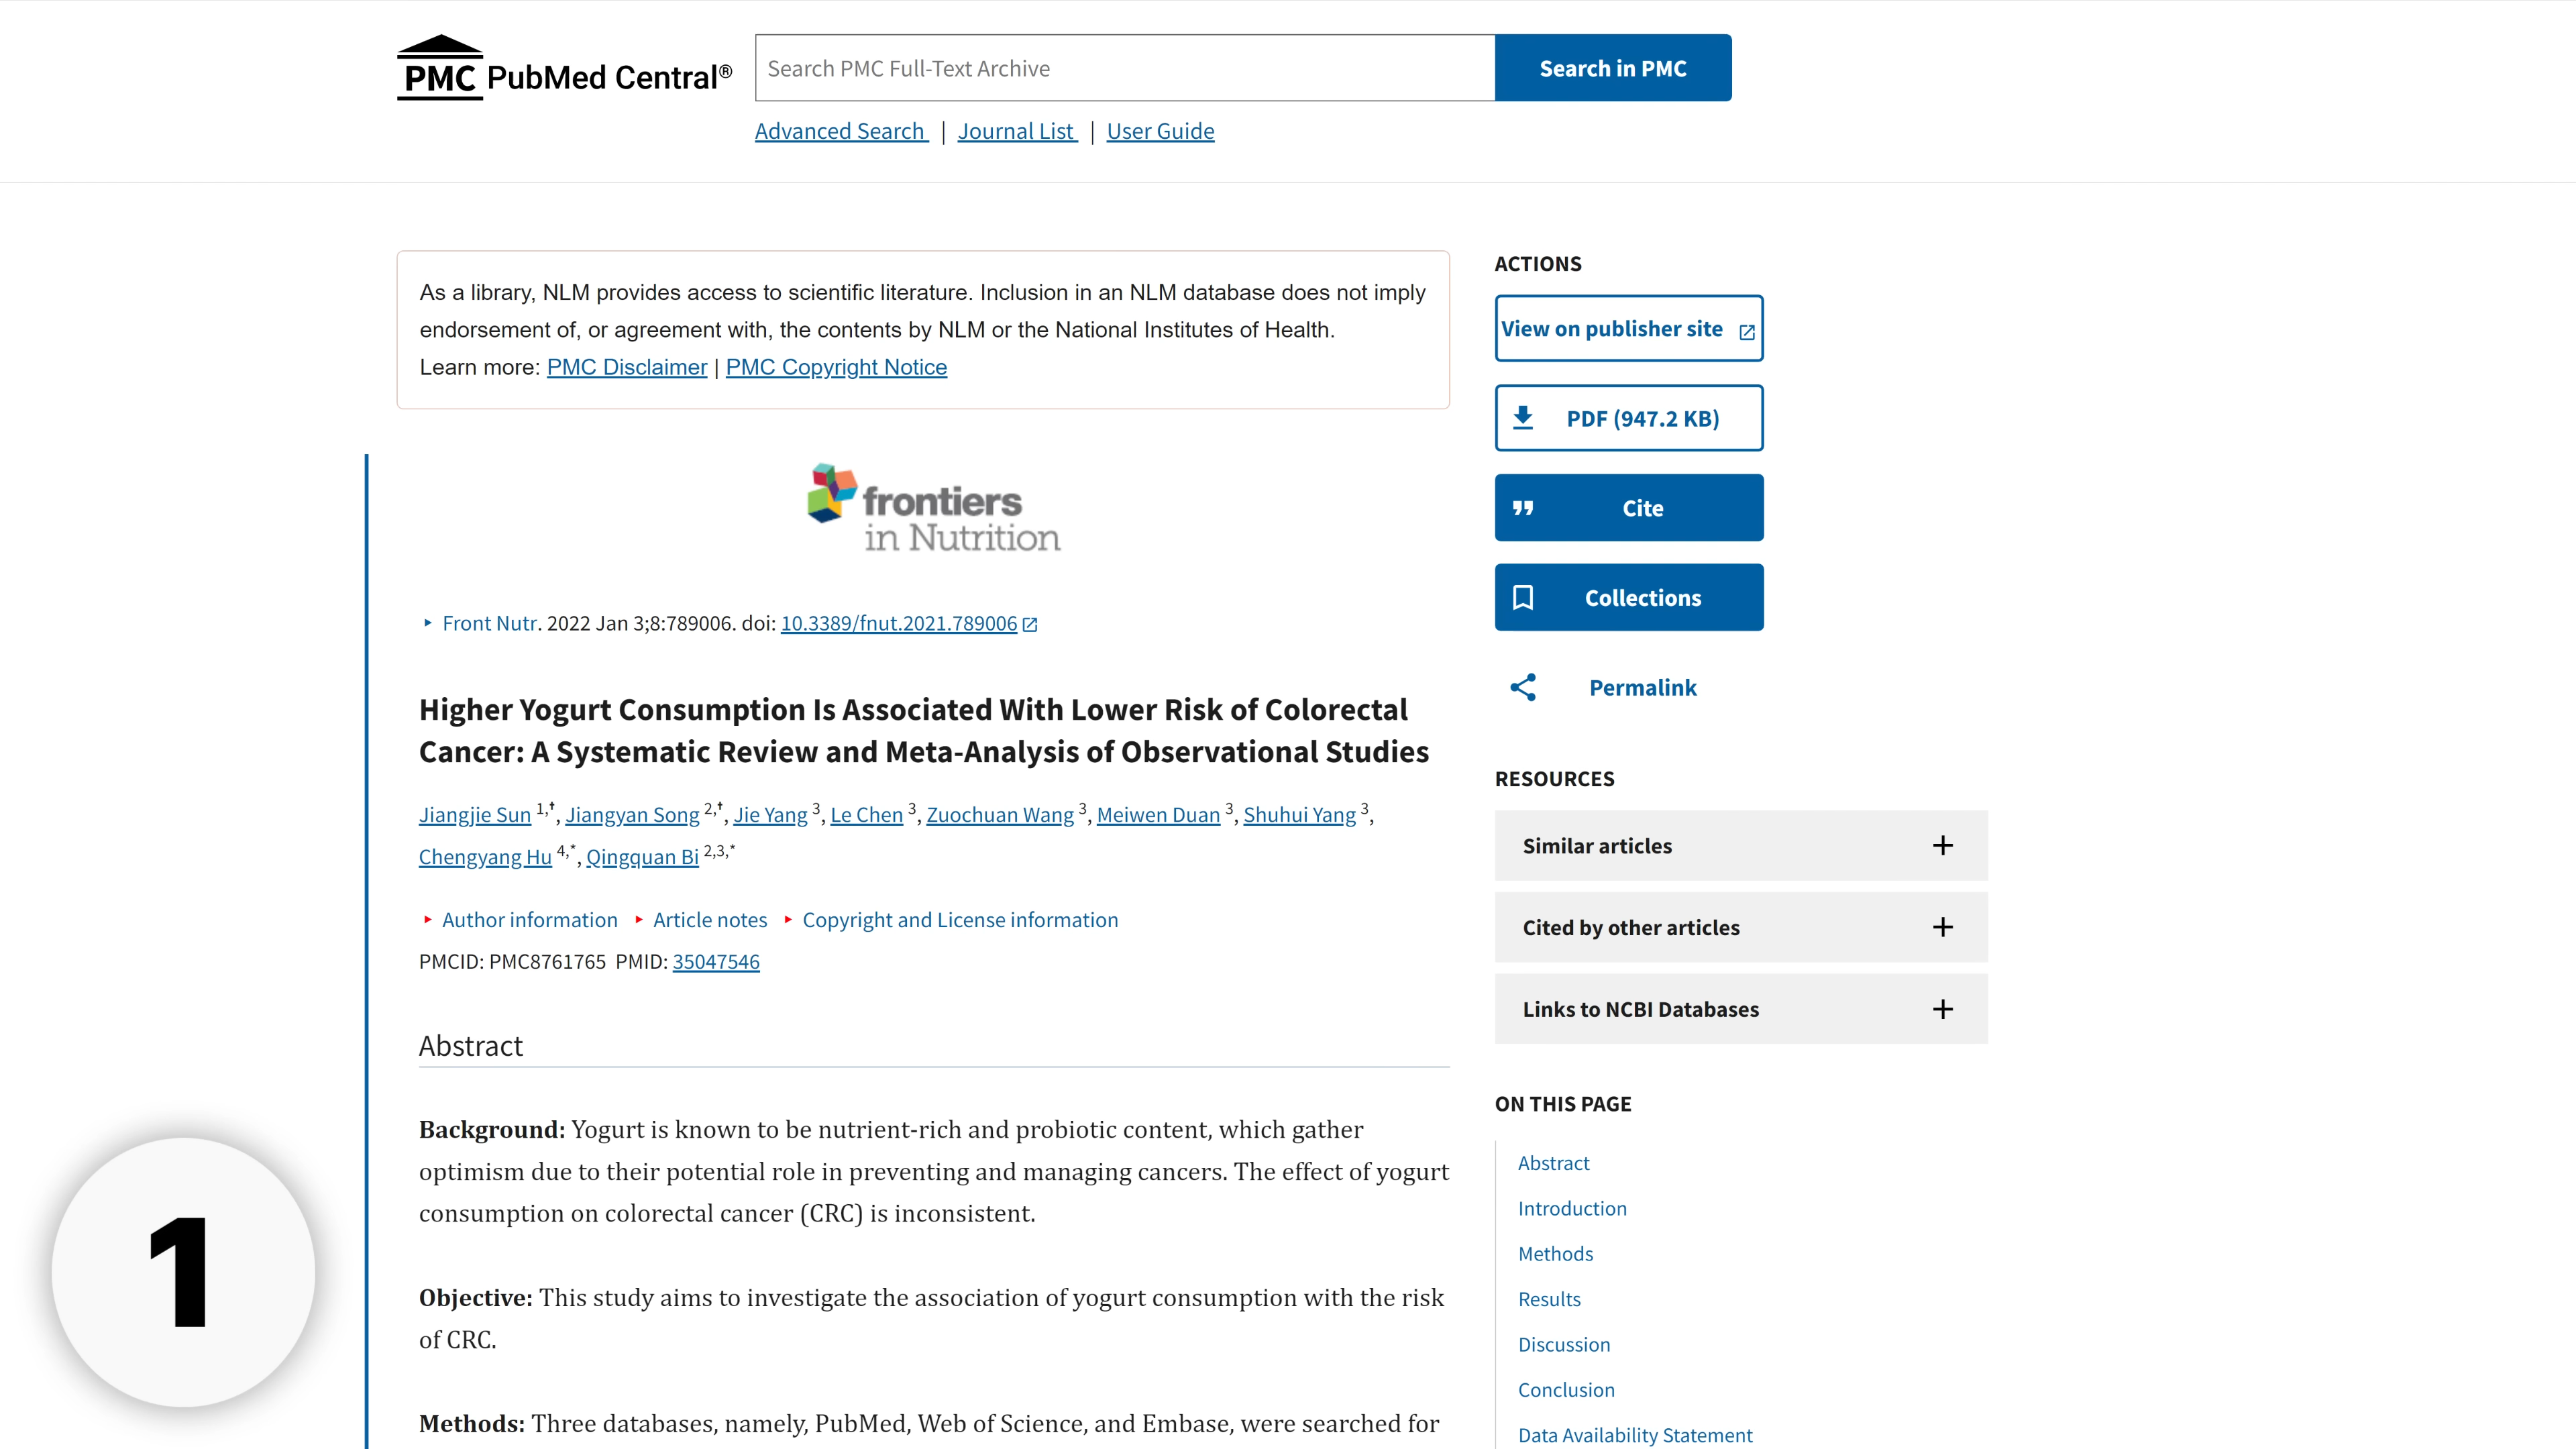 PMC PubMed Central®
Search PMC Full-Text Archive
Search in PMC
Advanced Search | Journal List | User Guide
As a library, NLM provides access to scientific literature. Inclusion in an NLM database does not imply
endorsement of, or agreement with, the contents by NLM or the National Institutes of Health.
Learn more: PMC Disclaimer | PMC Copyright Notice
frontiers
in Nutrition
Front Nutr. 2022 Jan 3;8:789006. doi: 10.3389/fnut.2021.789006
Higher Yogurt Consumption Is Associated With Lower Risk of Colorectal
Cancer: A Systematic Review and Meta-Analysis of Observational Studies
Jiangjie Sun 1,†, Jiangyan Song 2,†, Jie Yang 3, Le Chen 3, Zuochuan Wang 3, Meiwen Duan 3, Shuhui Yang 3,
Chengyang Hu 4,*, Qingquan Bi 2,3,*
Author information Article notes Copyright and License information
PMCID: PMC8761765 PMID: 35047546
Abstract
Background: Yogurt is known to be nutrient-rich and probiotic content, which gather
optimism due to their potential role in preventing and managing cancers. The effect of yogurt
consumption on colorectal cancer (CRC) is inconsistent.
Objective: This study aims to investigate the association of yogurt consumption with the risk
of CRC.
Methods: Three databases, namely, PubMed, Web of Science, and Embase, were searched for
ACTIONS
View on publisher site
PDF (947.2 KB)
Cite
Collections
Permalink
RESOURCES
Similar articles
Cited by other articles
Links to NCBI Databases
ON THIS PAGE
Abstract
Introduction
Methods
Results
Discussion
Conclusion
Data Availability Statement
1